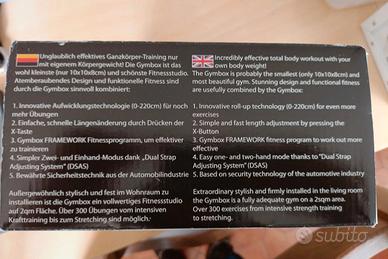 Unglaublich effektives Ganzkörper-Training nur
mit eigenem Körpergewicht! Die Gymbox ist das
wohl kleinste (nur 10x10x8cm) und schönste Fitnessstudio.
Atemberaubendes Design und funktionelle Fitness sind
durch die Gymbox sinnvoll kombiniert:
1. Innovative Aufwicklungstechnologie (0-220cm) für noch
mehr Übungen
2. Einfache, schnelle Längenänderung durch Drücken der
X-Taste
3. Gymbox FRAMEWORK Fitnessprogramm, um effektiver
zu trainieren
4. Simpler Zwei- und Einhand-Modus dank „Dual Strap
Adjusting System" (DSAS)
5. Bewährte Sicherheitstechnik aus der Automobilindustrie
Außergewöhnlich stylish und fest im Wohnraum zu
installieren ist die Gymbox ein vollwertiges Fitnessstudio
auf 2qm Fläche. Über 300 Übungen vom intensiven
Krafttraining bis zum Stretching sind möglich.
Incredibly effective total body workout with your
own body weight!
The Gymbox is probably the smallest (only 10x10x8cm) and
most beautiful gym. Stunning design and functional fitness
are usefully combined by the Gymbox:
1. Innovative roll-up technology (0-220cm) for even more
exercises
2. Simple and fast length adjustment by pressing the
X-Button
3. Gymbox FRAMEWORK fitness program to work out more
effective
4. Easy one- and two-hand mode thanks to "Dual Strap
Adjusting System" (DSAS)
5. Based on security technology of the automotive industry
Extraordinary stylish and firmly installed in the living room
the Gymbox is a fully adequate gym on a 2sqm area.
Over 300 exercises from intensive strength training
to stretching.
subito